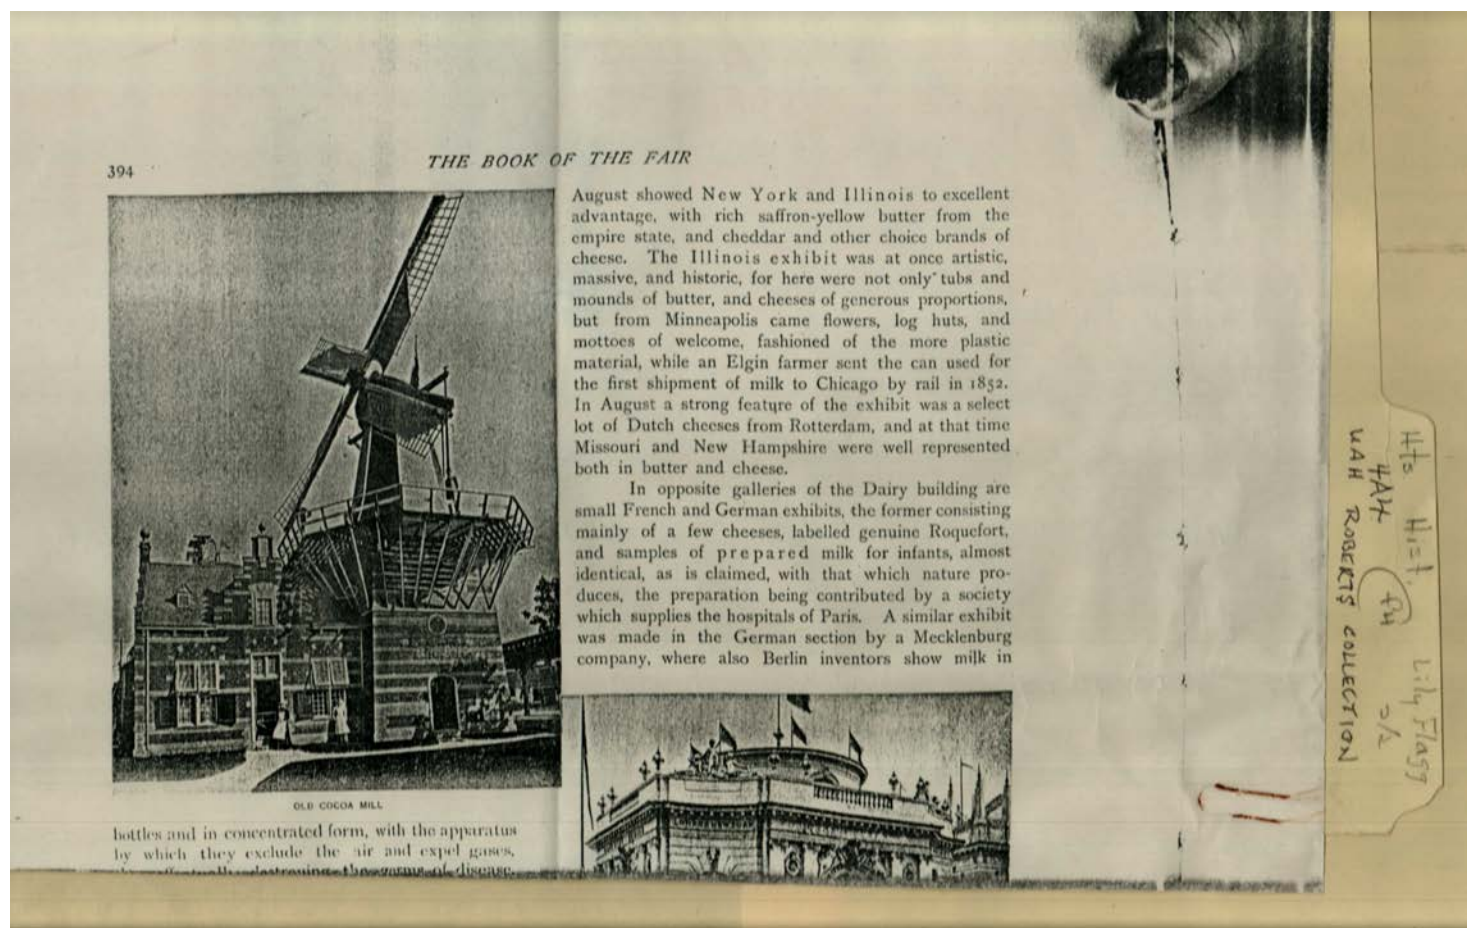 394
THE BOOK OF THE FAIR
August showed New York and Illinois to excellent
advantage, with rich saffron-yellow butter from the
empire state, and cheddar and other choice brands of
cheese. The Illinois exhibit was at once artistic,
massive, and historic, for here were not only tubs and
mounds of butter, and cheeses of generous proportions,
but from Minneapolis came flowers, log huts, and
mottoes of welcome, fashioned of the more plastic
material, while an Elgin farmer sent the can used for
the first shipment of milk to Chicago by rail in 1852.
In August a strong feature of the exhibit was a select
lot of Dutch cheeses from Rotterdam, and at that time
Missouri and New Hampshire were well represented
both in butter and cheese.
In opposite galleries of the Dairy building are
small French and German exhibits, the former consisting
mainly of a few cheeses, labelled genuine Roquefort,
and samples of prepared milk for infants, almost
identical, as is claimed, with that which nature pro-
duces, the preparation being contributed by a society
which supplies the hospitals of Paris. A similar exhibit
was made in the German section by a Mecklenburg
company, where also Berlin inventors show milk in
OLD COCOA MILL
bottles and in concentrated form, with the apparatus
by which they exclude the air and expel gases,
destroying the germs of disease.
Hts Hist. Lily Flagg
UAH ROBERTS COLLECTION